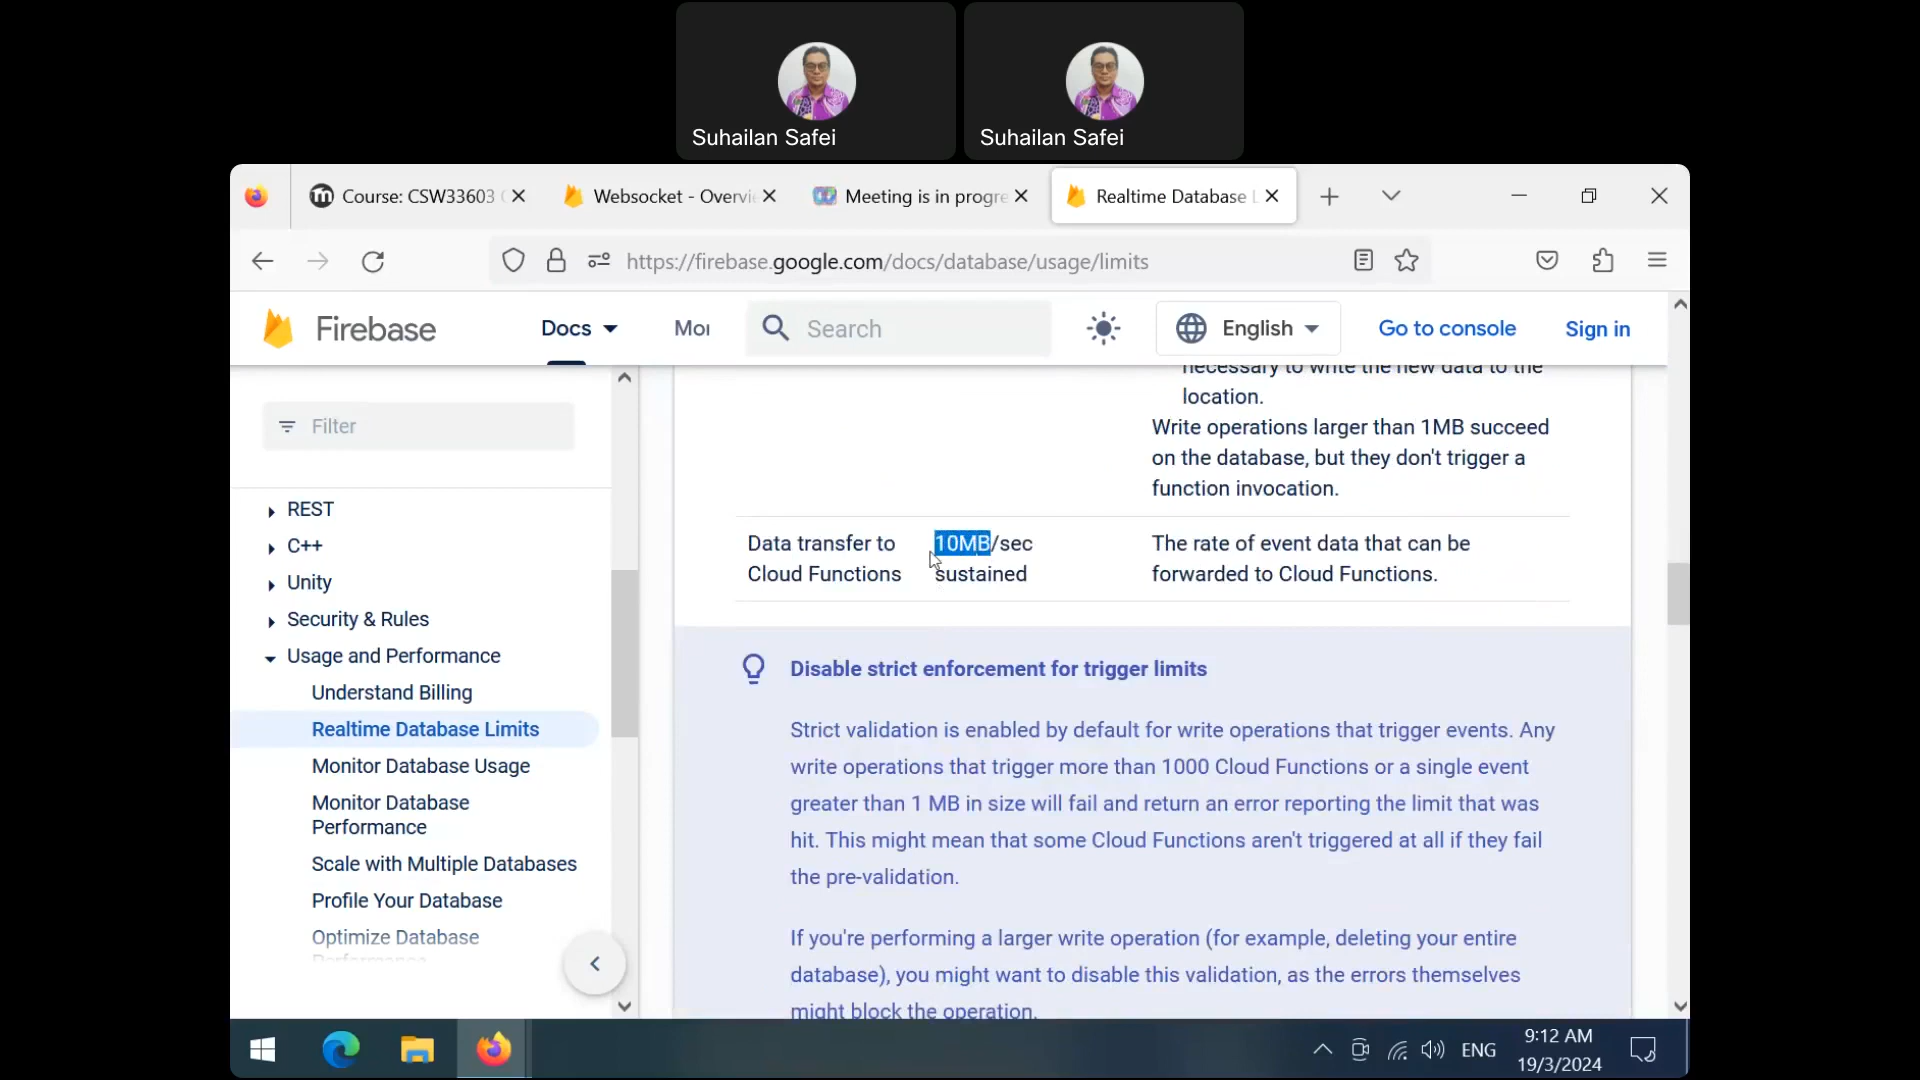 Suhailan Safei
Suhailan Safei
Course: CSW33603
Websocket - Overvi
Meeting is in progre
Realtime Database L
https://firebase.google.com/docs/database/usage/limits
Firebase
Docs
Mor
Search
English
Go to console
Sign in
Filter
REST
C++
Unity
Security & Rules
Usage and Performance
Understand Billing
Realtime Database Limits
Monitor Database Usage
Monitor Database
Performance
Scale with Multiple Databases
Profile Your Database
Optimize Database
Performance
necessary to write the new data to the
location.
Write operations larger than 1MB succeed
on the database, but they don't trigger a
function invocation.
Data transfer to
Cloud Functions
10MB/sec
sustained
The rate of event data that can be
forwarded to Cloud Functions.
Disable strict enforcement for trigger limits
Strict validation is enabled by default for write operations that trigger events. Any
write operations that trigger more than 1000 Cloud Functions or a single event
greater than 1 MB in size will fail and return an error reporting the limit that was
hit. This might mean that some Cloud Functions aren't triggered at all if they fail
the pre-validation.
If you're performing a larger write operation (for example, deleting your entire
database), you might want to disable this validation, as the errors themselves
might block the operation.
ENG
9:12 AM
19/3/2024